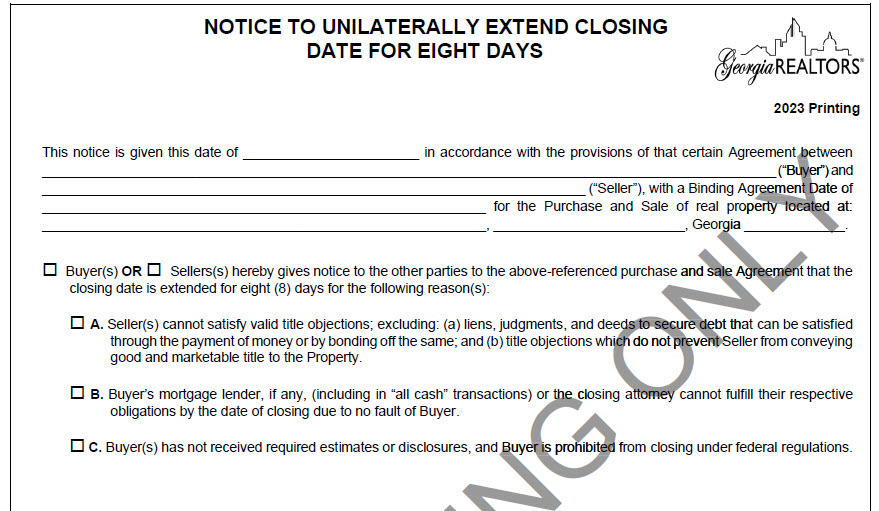 NOTICE TO UNILATERALLY EXTEND CLOSING
DATE FOR EIGHT DAYS
Georgia REALTORS®
2023 Printing
This notice is given this date of ______________________ in accordance with the provisions of that certain Agreement between
____________________________________________________________________________________________ ("Buyer") and
____________________________________________________________________ ("Seller"), with a Binding Agreement Date of
________________________________________________________ for the Purchase and Sale of real property located at:
________________________________________________________, ________________________, Georgia _____________.
☐ Buyer(s) OR ☐ Sellers(s) hereby gives notice to the other parties to the above-referenced purchase and sale Agreement that the
closing date is extended for eight (8) days for the following reason(s):
☐ A. Seller(s) cannot satisfy valid title objections; excluding: (a) liens, judgments, and deeds to secure debt that can be satisfied
through the payment of money or by bonding off the same; and (b) title objections which do not prevent Seller from conveying
good and marketable title to the Property.
☐ B. Buyer's mortgage lender, if any, (including in "all cash" transactions) or the closing attorney cannot fulfill their respective
obligations by the date of closing due to no fault of Buyer.
☐ C. Buyer(s) has not received required estimates or disclosures, and Buyer is prohibited from closing under federal regulations.
ING ONLY